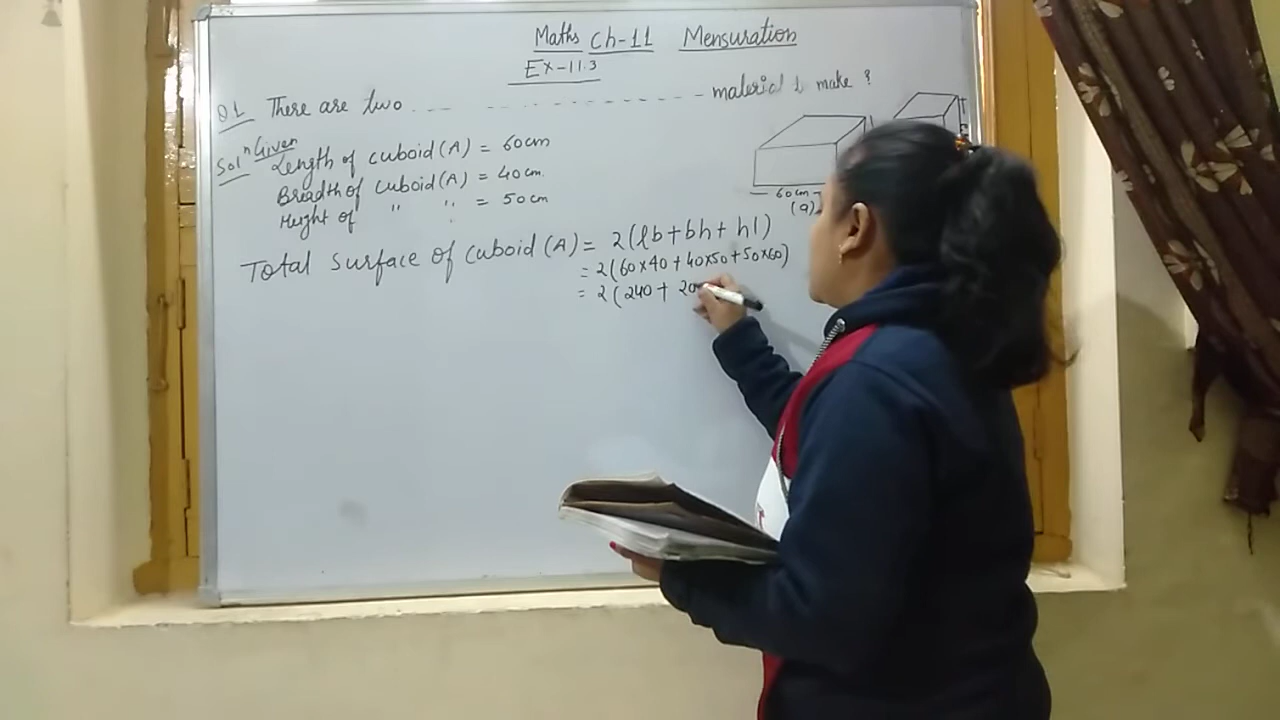 Maths Ch-11 Mensuration
Ex-11.3
Q1 There are two ... - - - - - - - - material to make ?
Solⁿ Given
Length of cuboid (A) = 60cm
Breadth of cuboid (A) = 40cm.
Height of " " = 50cm
60cm
(a)
Total Surface of cuboid (A) = 2(lb+bh+hl)
= 2(60×40+40×50+50×60)
= 2(240+ 20